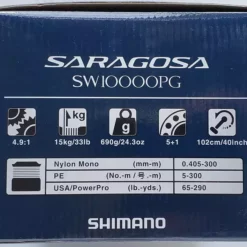 SARAGOSA
SW10000PG
kg g
4.9:1 15kg/33lb 690g/24.3oz 5+1 102cm/40inch
Nylon Mono (mm-m) 0.405-300
PE (No.-m / 号-m) 5-300
USA/PowerPro (lb.-yds.) 65-290
SHIMANO